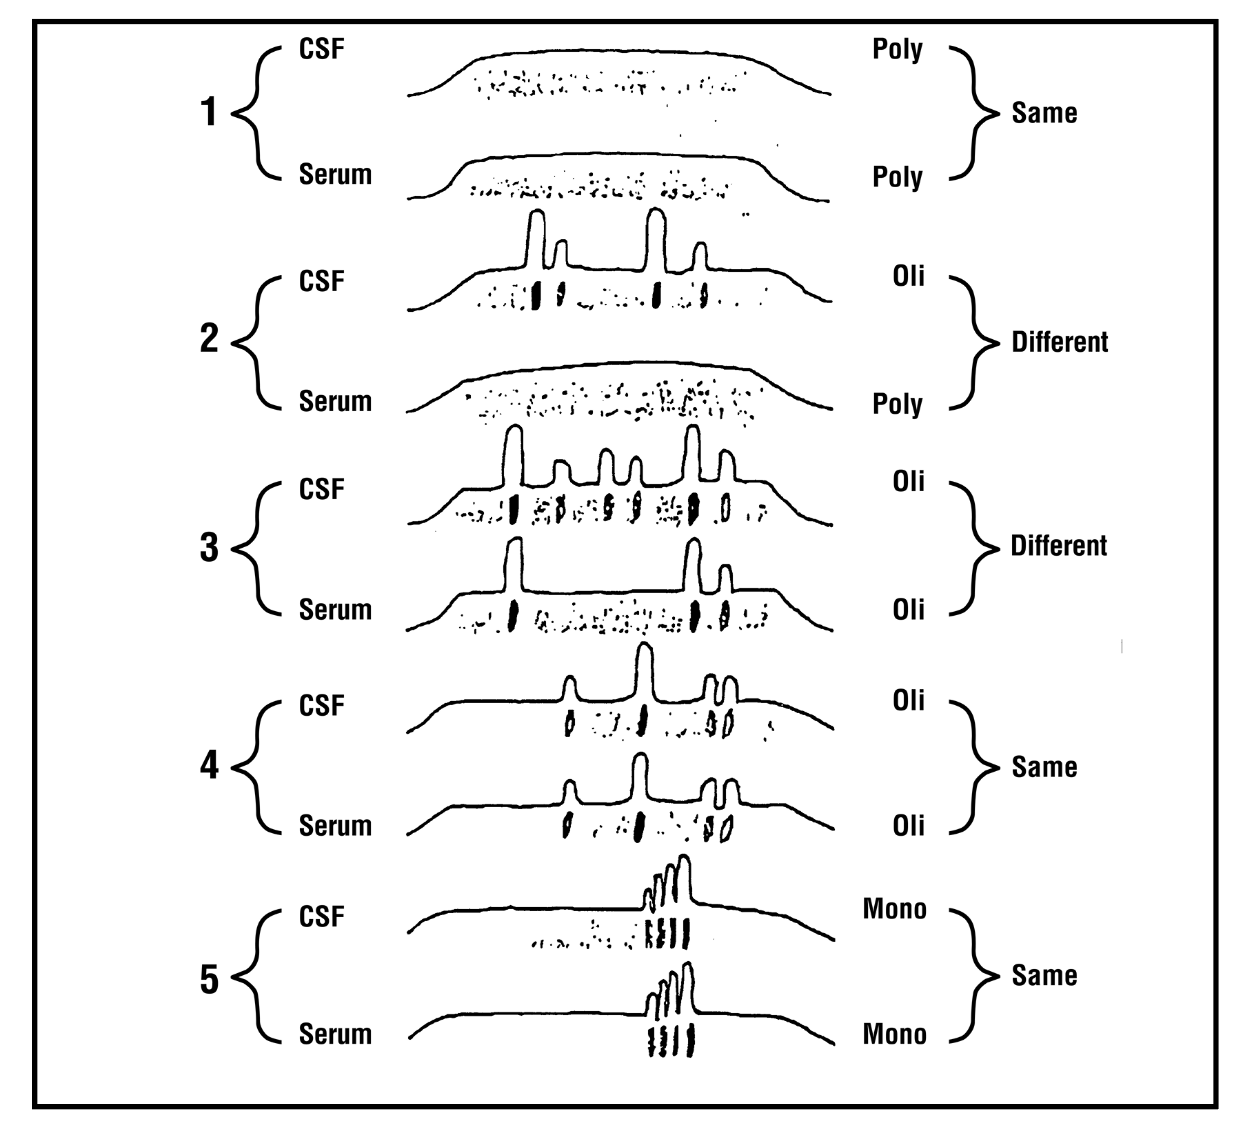 CSF Poly
1 Same
Serum Poly
CSF Oli
2 Different
Serum Poly
CSF Oli
3 Different
Serum Oli
CSF Oli
4 Same
Serum Oli
CSF Mono
5 Same
Serum Mono